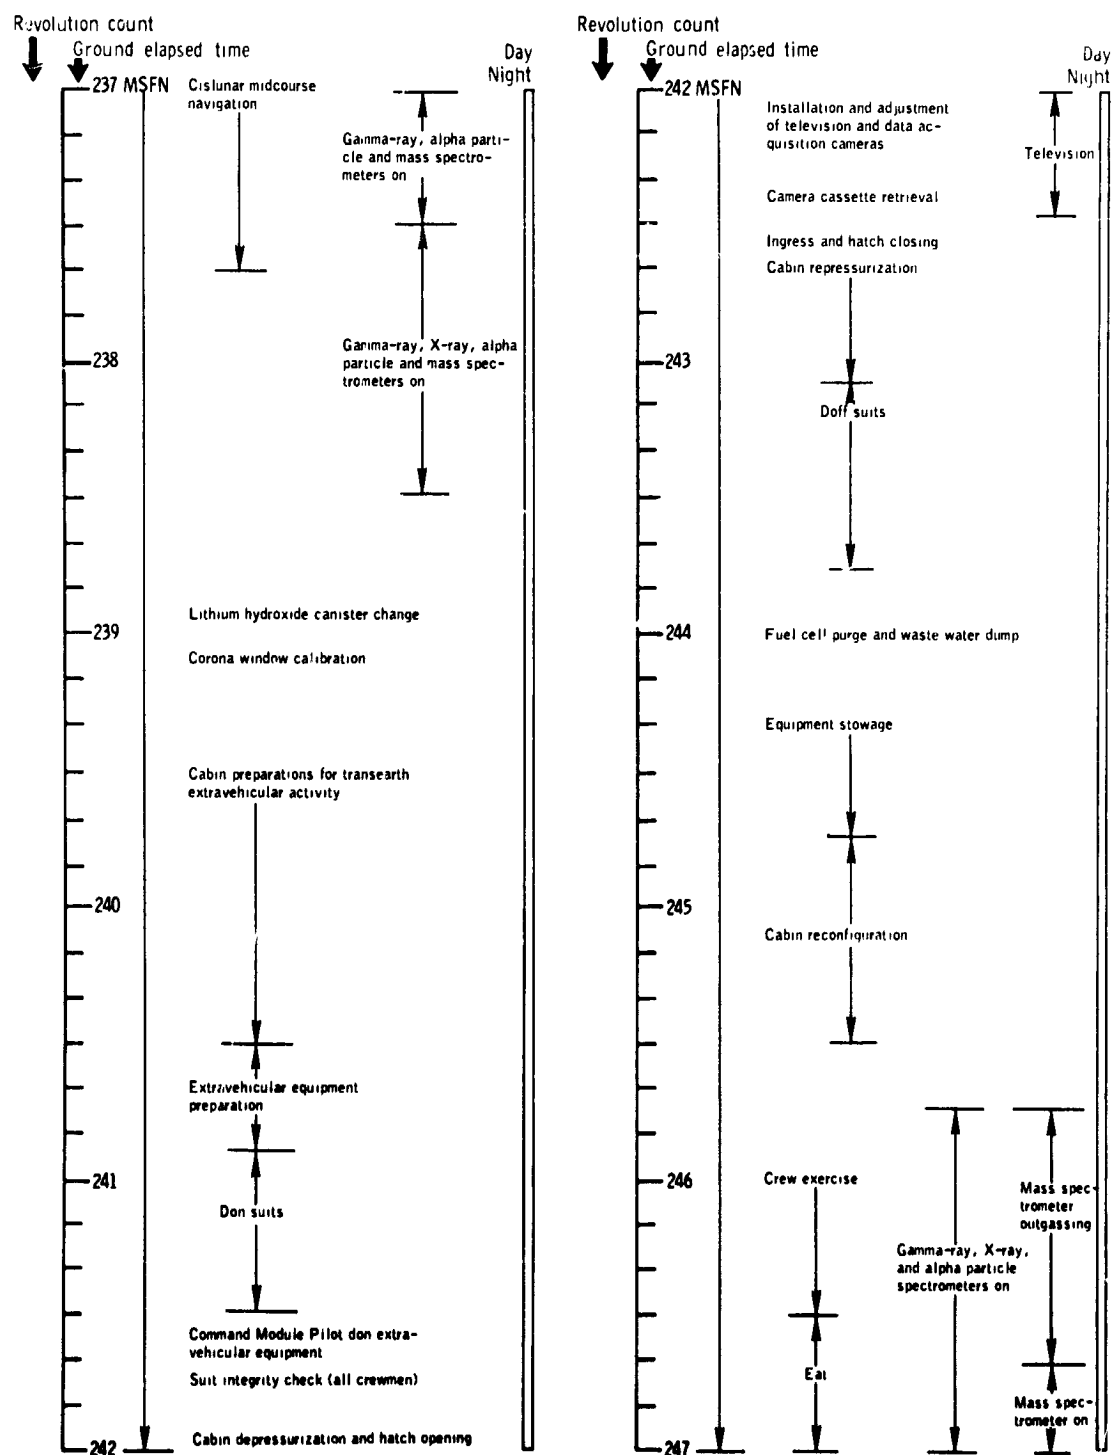 Revolution count
Ground elapsed time
Day
Night
237 MSFN
Cislunar midcourse
navigation
Gamma-ray, alpha parti-
cle and mass spectro-
meters on
238
Gamma-ray, X-ray, alpha
particle and mass spec-
trometers on
239
Lithium hydroxide canister change
Corona window calibration
Cabin preparations for transearth
extravehicular activity
240
Extravehicular equipment
preparation
241
Don suits
Command Module Pilot don extra-
vehicular equipment
Suit integrity check (all crewmen)
Cabin depressurization and hatch opening
242
Revolution count
Ground elapsed time
Day
Night
242 MSFN
Installation and adjustment
of television and data ac-
quisition cameras
Television
Camera cassette retrieval
Ingress and hatch closing
Cabin repressurization
243
Doff suits
244
Fuel cell purge and waste water dump
Equipment stowage
245
Cabin reconfiguration
246
Crew exercise
Mass spec-
trometer
outgassing
Gamma-ray, X-ray,
and alpha particle
spectrometers on
Eat
Mass spec-
trometer on
247